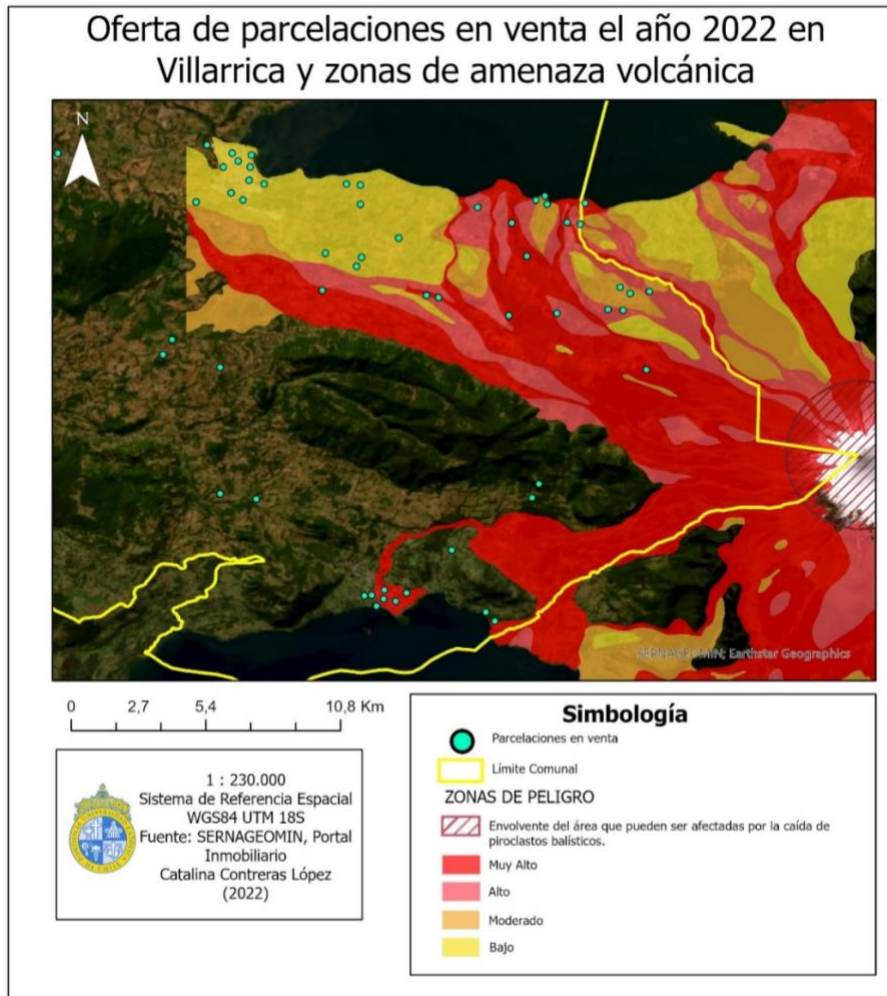 Oferta de parcelaciones en venta el año 2022 en
Villarrica y zonas de amenaza volcánica
N
SERNAGEOMIN; Earthstar Geographics
0 2,7 5,4 10,8 Km
1 : 230.000
Sistema de Referencia Espacial
WGS84 UTM 18S
Fuente: SERNAGEOMIN, Portal
Inmobiliario
Catalina Contreras López
(2022)
Simbología
Parcelaciones en venta
Límite Comunal
ZONAS DE PELIGRO
Envolvente del área que pueden ser afectadas por la caída de
piroclastos balísticos.
Muy Alto
Alto
Moderado
Bajo